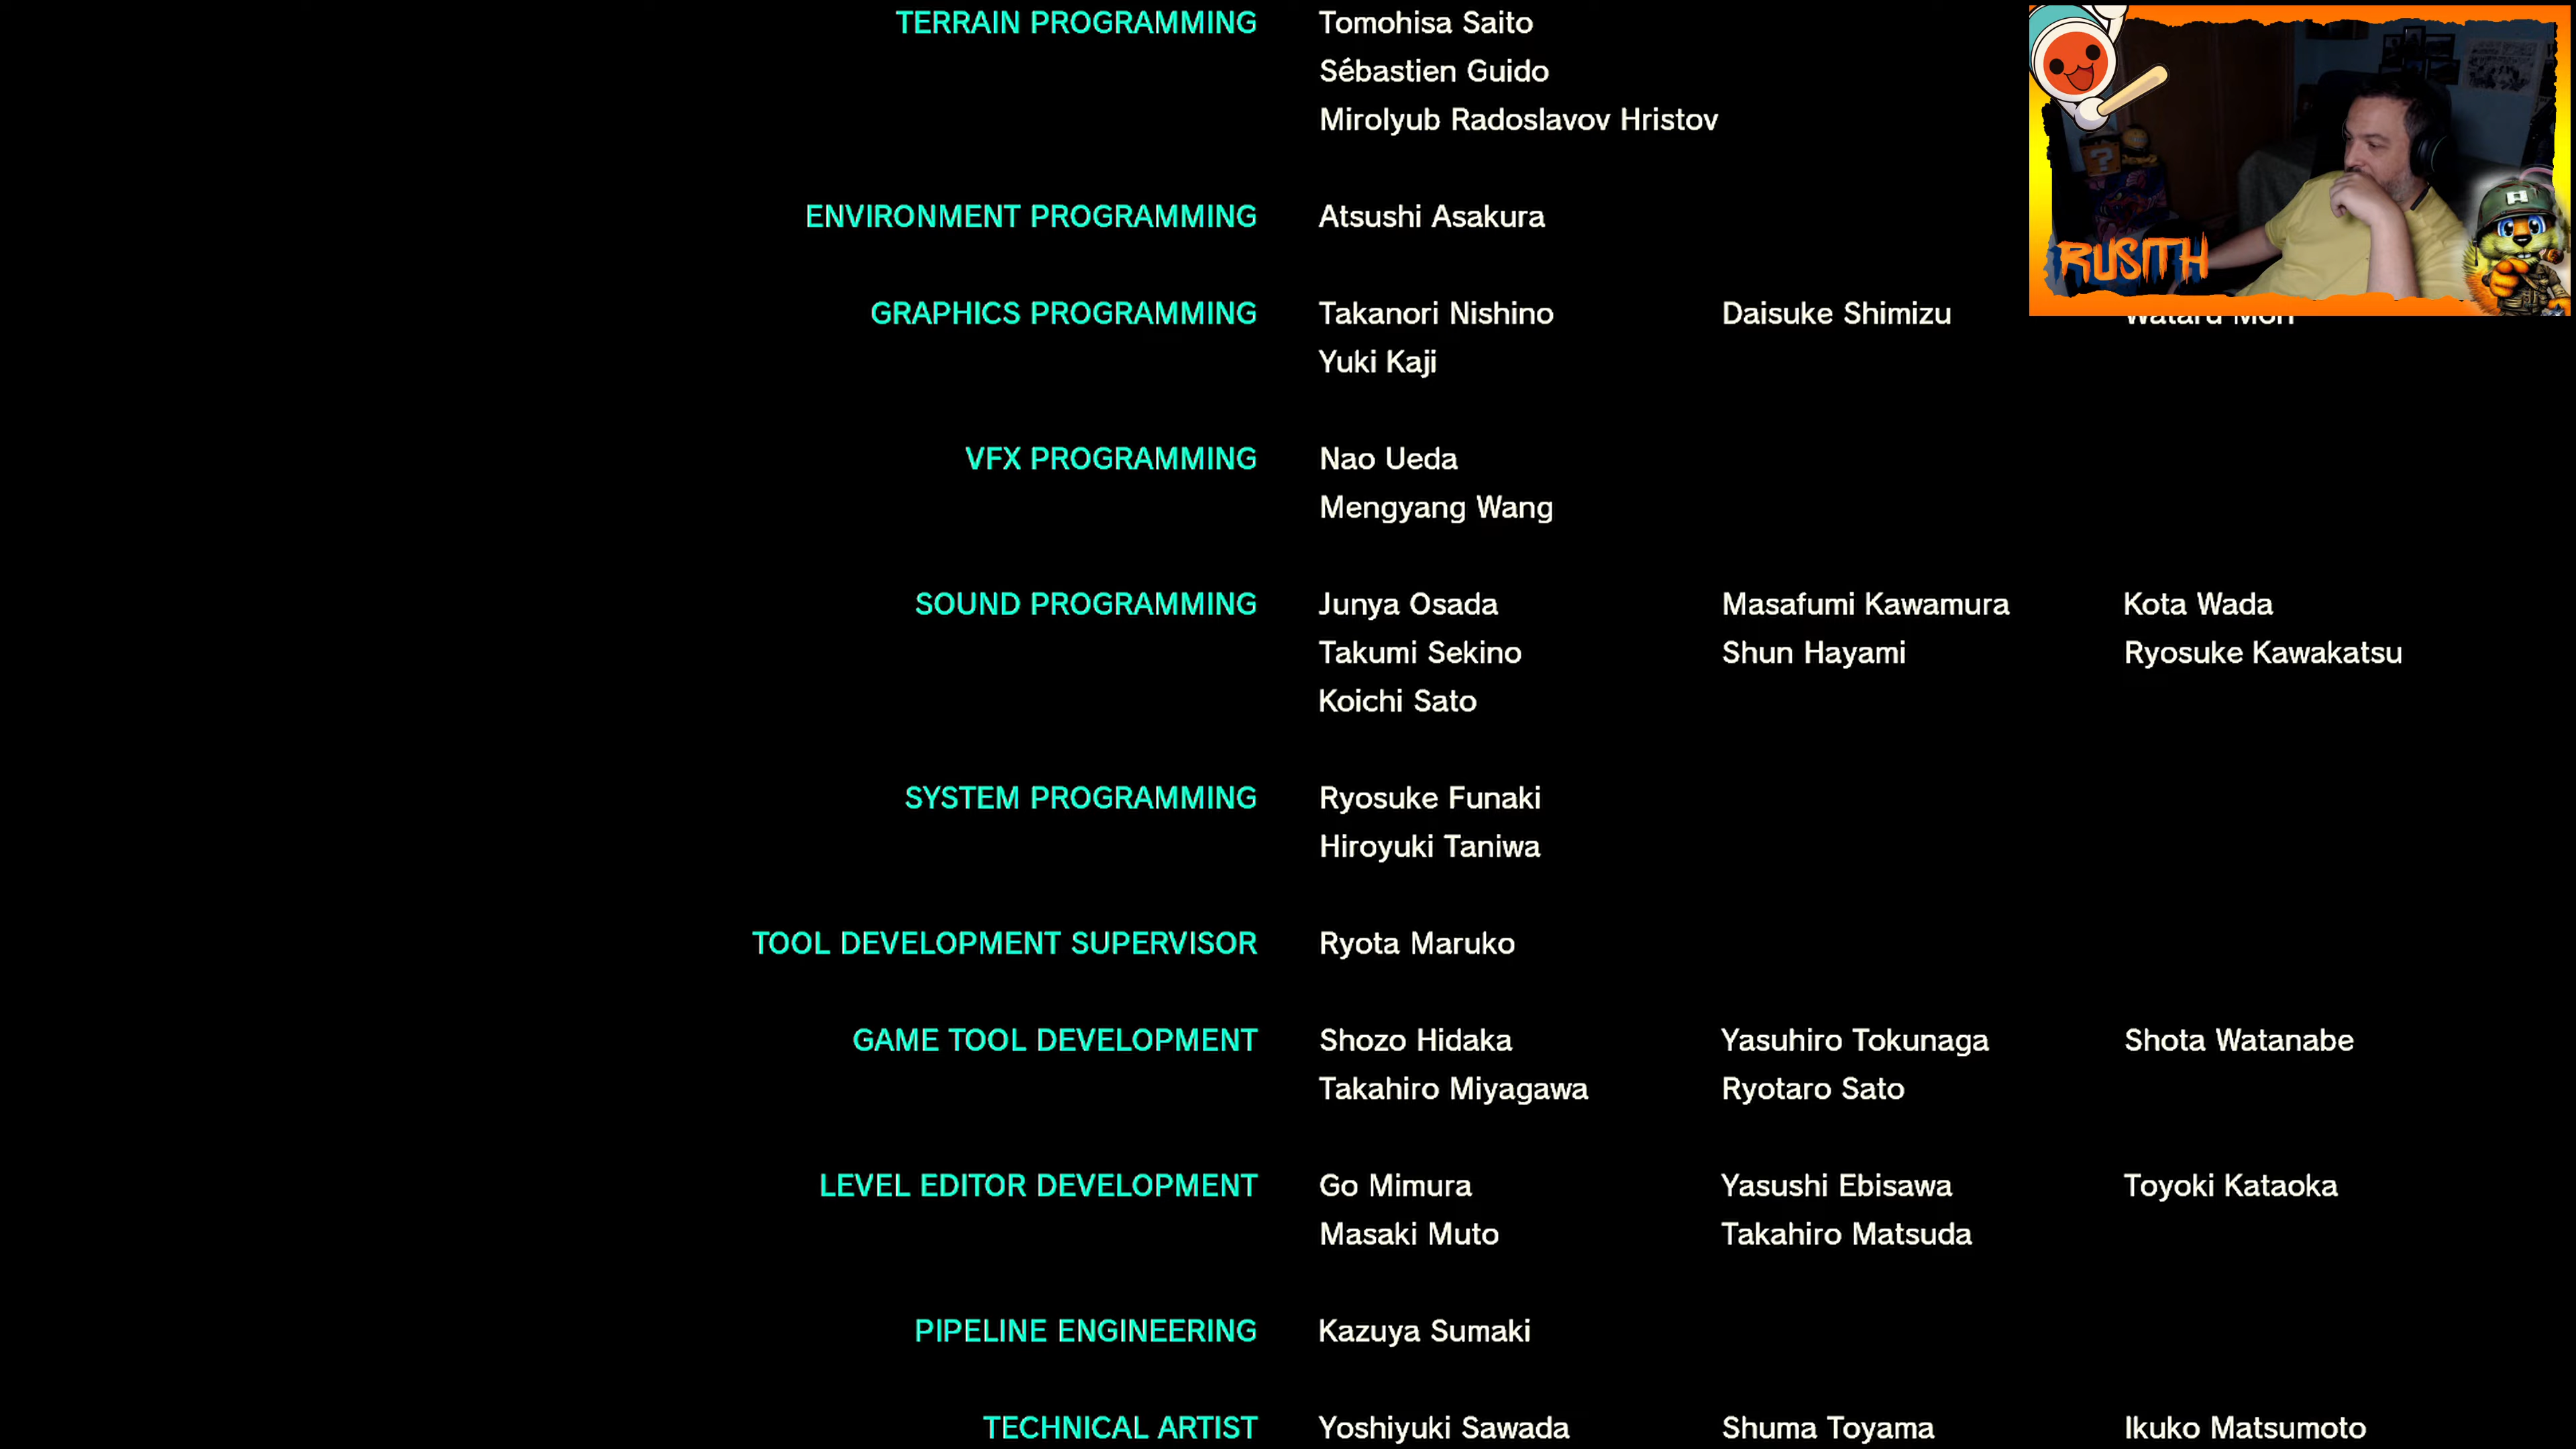 TERRAIN PROGRAMMING Tomohisa Saito
Sébastien Guido
Mirolyub Radoslavov Hristov
RUSITH
ENVIRONMENT PROGRAMMING Atsushi Asakura
GRAPHICS PROGRAMMING Takanori Nishino Daisuke Shimizu
Yuki Kaji
VFX PROGRAMMING Nao Ueda
Mengyang Wang
SOUND PROGRAMMING Junya Osada Masafumi Kawamura Kota Wada
Takumi Sekino Shun Hayami Ryosuke Kawakatsu
Koichi Sato
SYSTEM PROGRAMMING Ryosuke Funaki
Hiroyuki Taniwa
TOOL DEVELOPMENT SUPERVISOR Ryota Maruko
GAME TOOL DEVELOPMENT Shozo Hidaka Yasuhiro Tokunaga Shota Watanabe
Takahiro Miyagawa Ryotaro Sato
LEVEL EDITOR DEVELOPMENT Go Mimura Yasushi Ebisawa Toyoki Kataoka
Masaki Muto Takahiro Matsuda
PIPELINE ENGINEERING Kazuya Sumaki
TECHNICAL ARTIST Yoshiyuki Sawada Shuma Toyama Ikuko Matsumoto